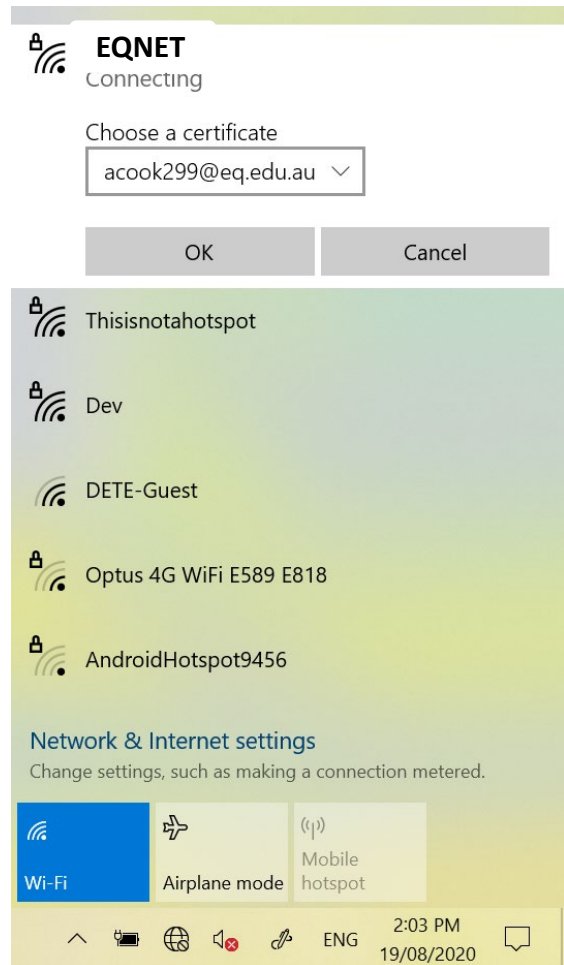 EQNET
Connecting
Choose a certificate
acook299@eq.edu.au
OK Cancel
Thisisnotahotspot
Dev
DETE-Guest
Optus 4G WiFi E589 E818
AndroidHotspot9456
Network & Internet settings
Change settings, such as making a connection metered.
Wi-Fi
Airplane mode
Mobile
hotspot
ENG
2:03 PM
19/08/2020